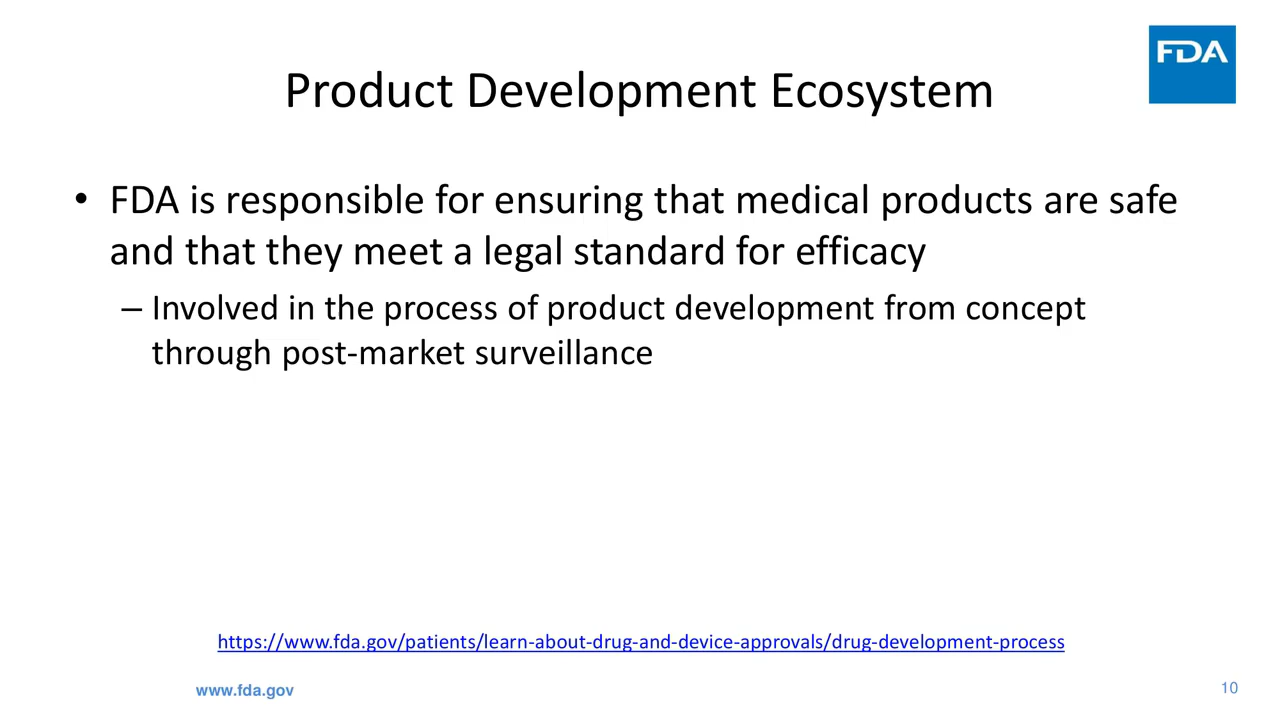 FDA
Product Development Ecosystem
• FDA is responsible for ensuring that medical products are safe
and that they meet a legal standard for efficacy
– Involved in the process of product development from concept
through post-market surveillance
https://www.fda.gov/patients/learn-about-drug-and-device-approvals/drug-development-process
www.fda.gov
10